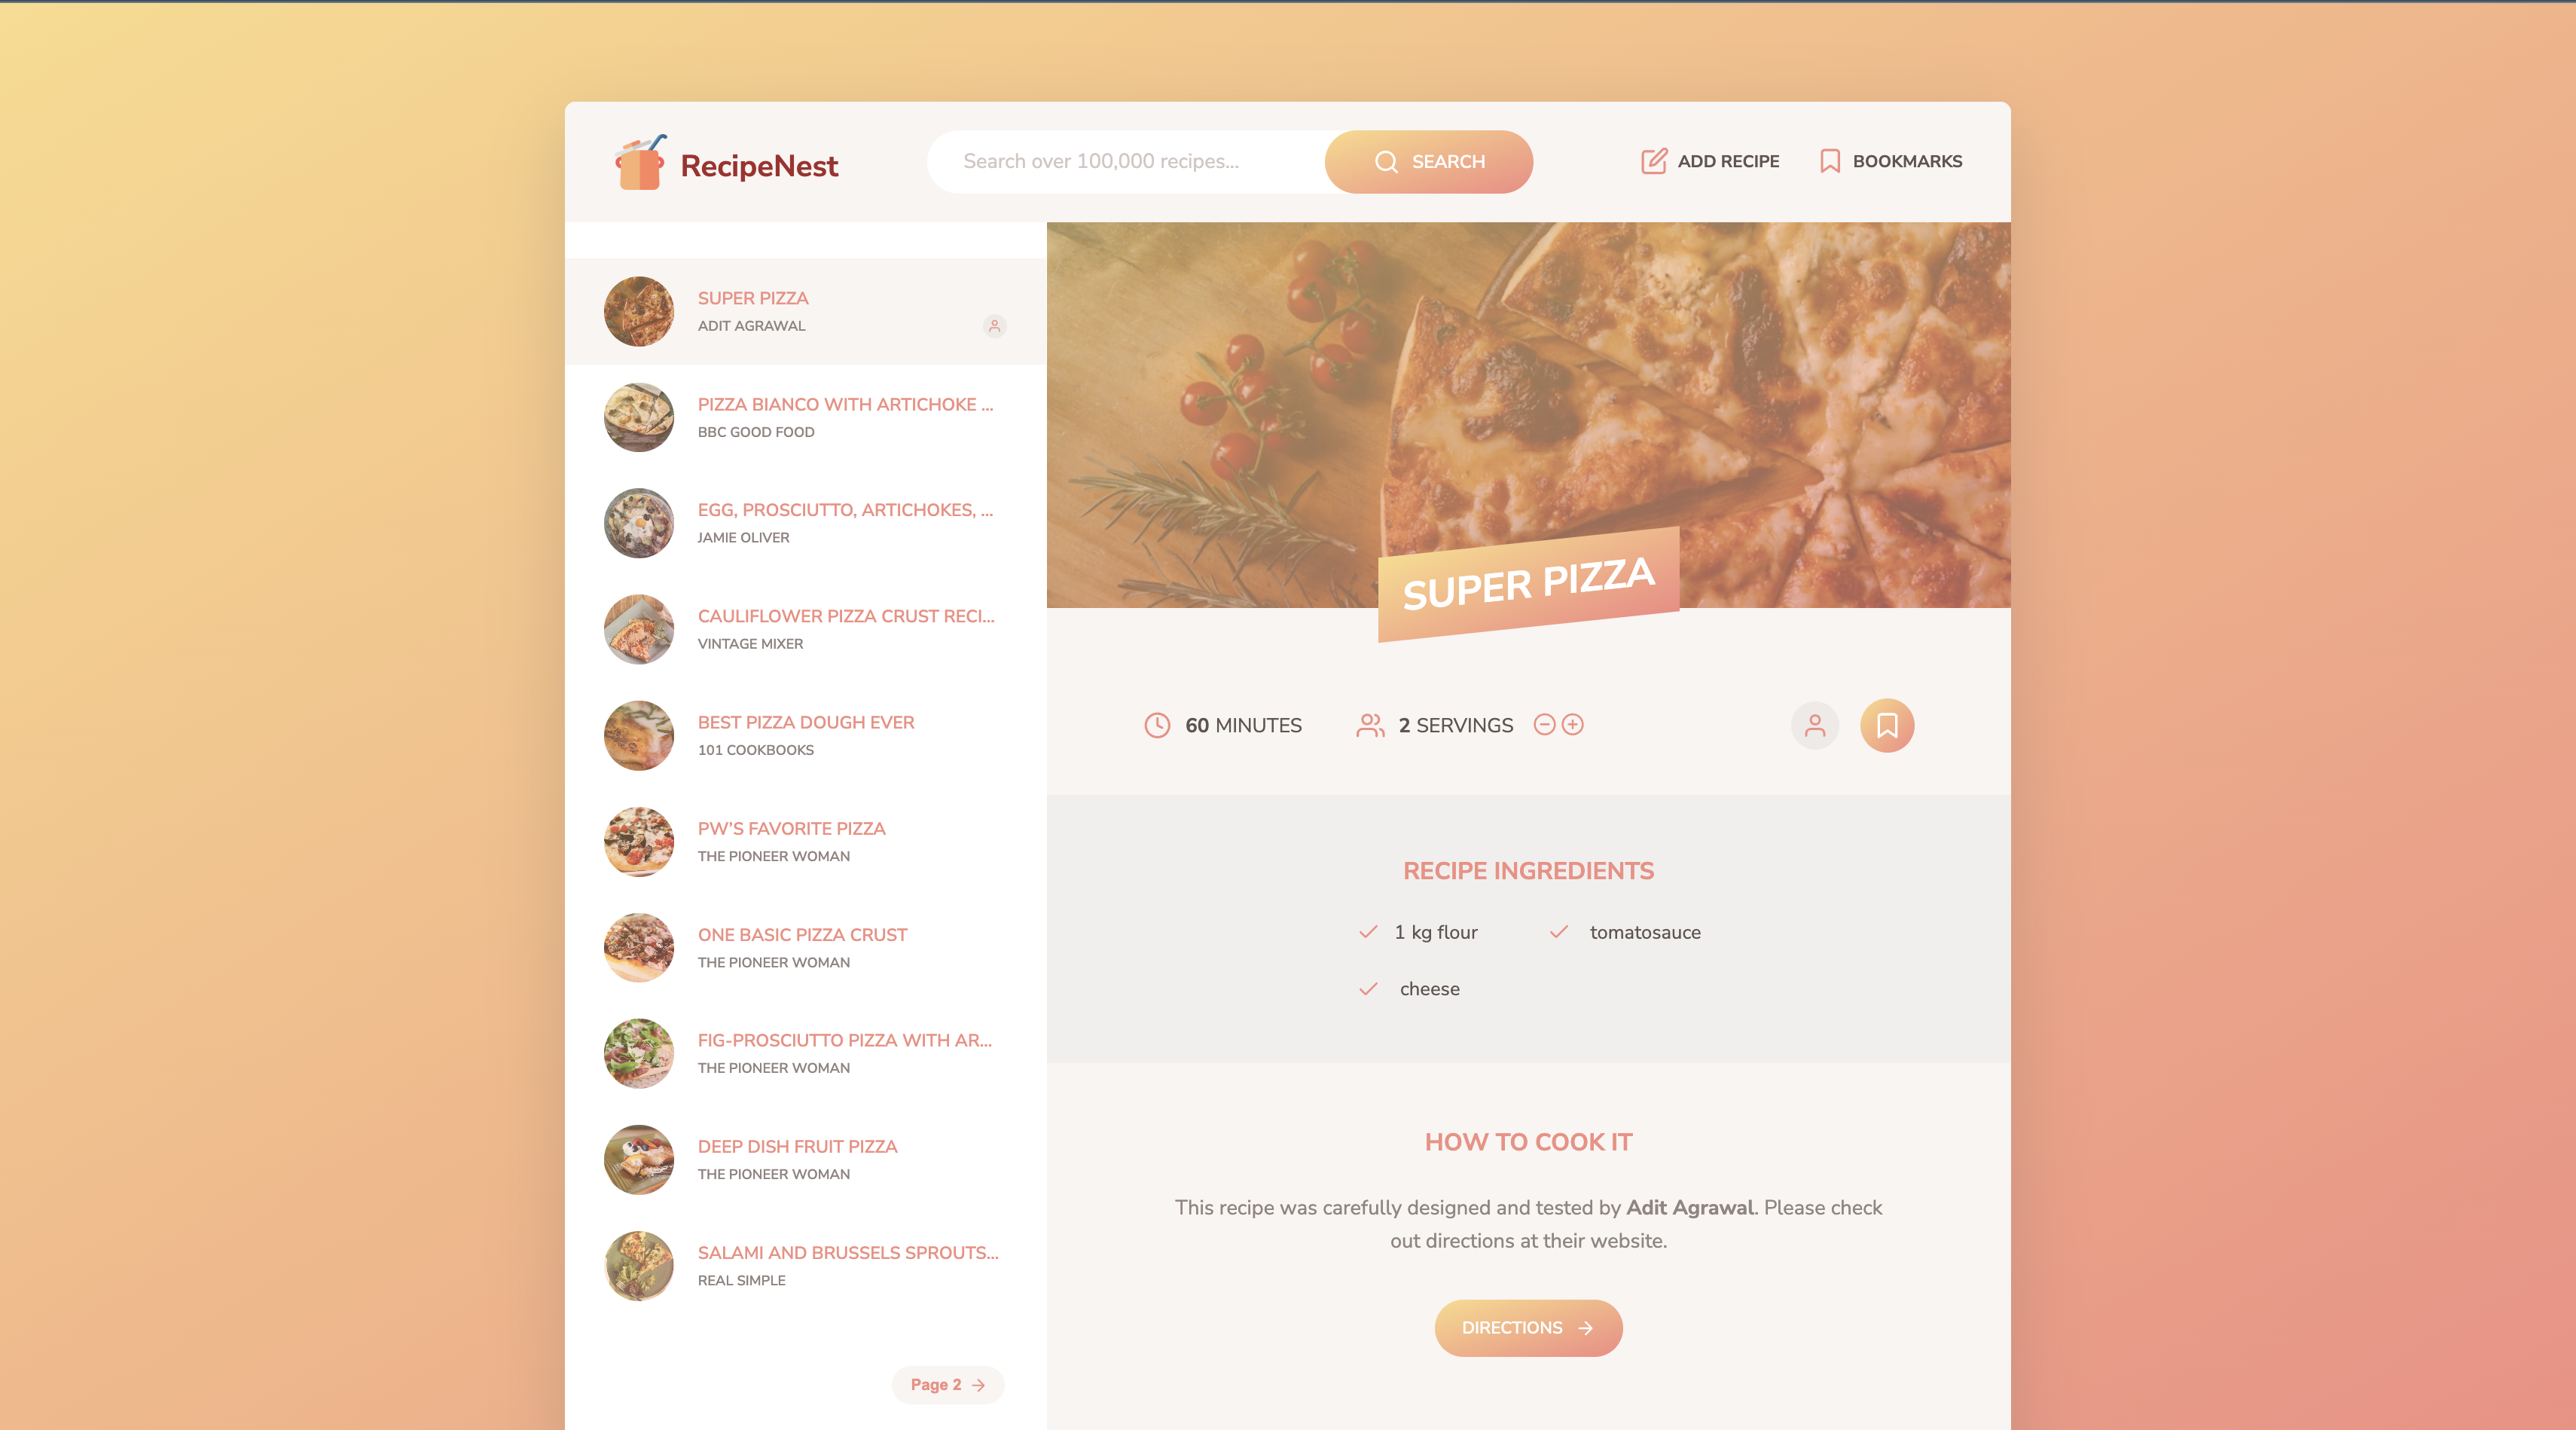 RecipeNest
Search over 100,000 recipes...
SEARCH
ADD RECIPE
BOOKMARKS
SUPER PIZZA
ADIT AGRAWAL
PIZZA BIANCO WITH ARTICHOKE ...
BBC GOOD FOOD
EGG, PROSCIUTTO, ARTICHOKES, ...
JAMIE OLIVER
CAULIFLOWER PIZZA CRUST RECI...
VINTAGE MIXER
BEST PIZZA DOUGH EVER
101 COOKBOOKS
PW'S FAVORITE PIZZA
THE PIONEER WOMAN
ONE BASIC PIZZA CRUST
THE PIONEER WOMAN
FIG-PROSCIUTTO PIZZA WITH AR...
THE PIONEER WOMAN
DEEP DISH FRUIT PIZZA
THE PIONEER WOMAN
SALAMI AND BRUSSELS SPROUTS...
REAL SIMPLE
Page 2
SUPER PIZZA
60 MINUTES
2 SERVINGS
RECIPE INGREDIENTS
1 kg flour
tomatosauce
cheese
HOW TO COOK IT
This recipe was carefully designed and tested by Adit Agrawal. Please check
out directions at their website.
DIRECTIONS